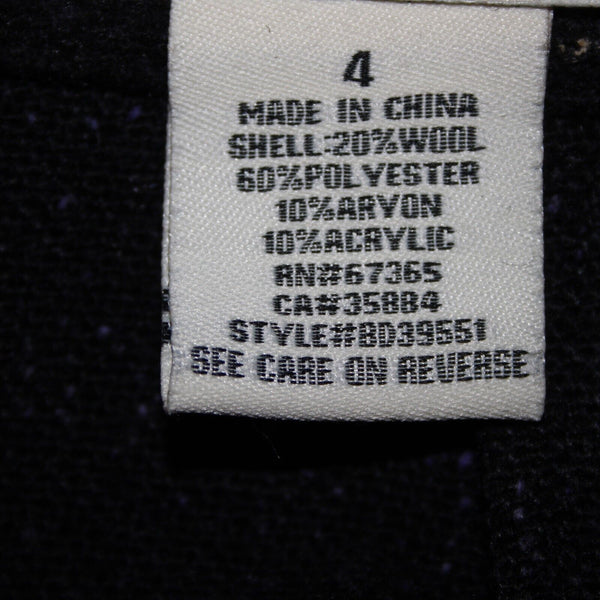 4
MADE IN CHINA
SHELL:20%WOOL
60%POLYESTER
10%ARYON
10%ACRYLIC
RN#67365
CA#35884
STYLE#BD39551
SEE CARE ON REVERSE